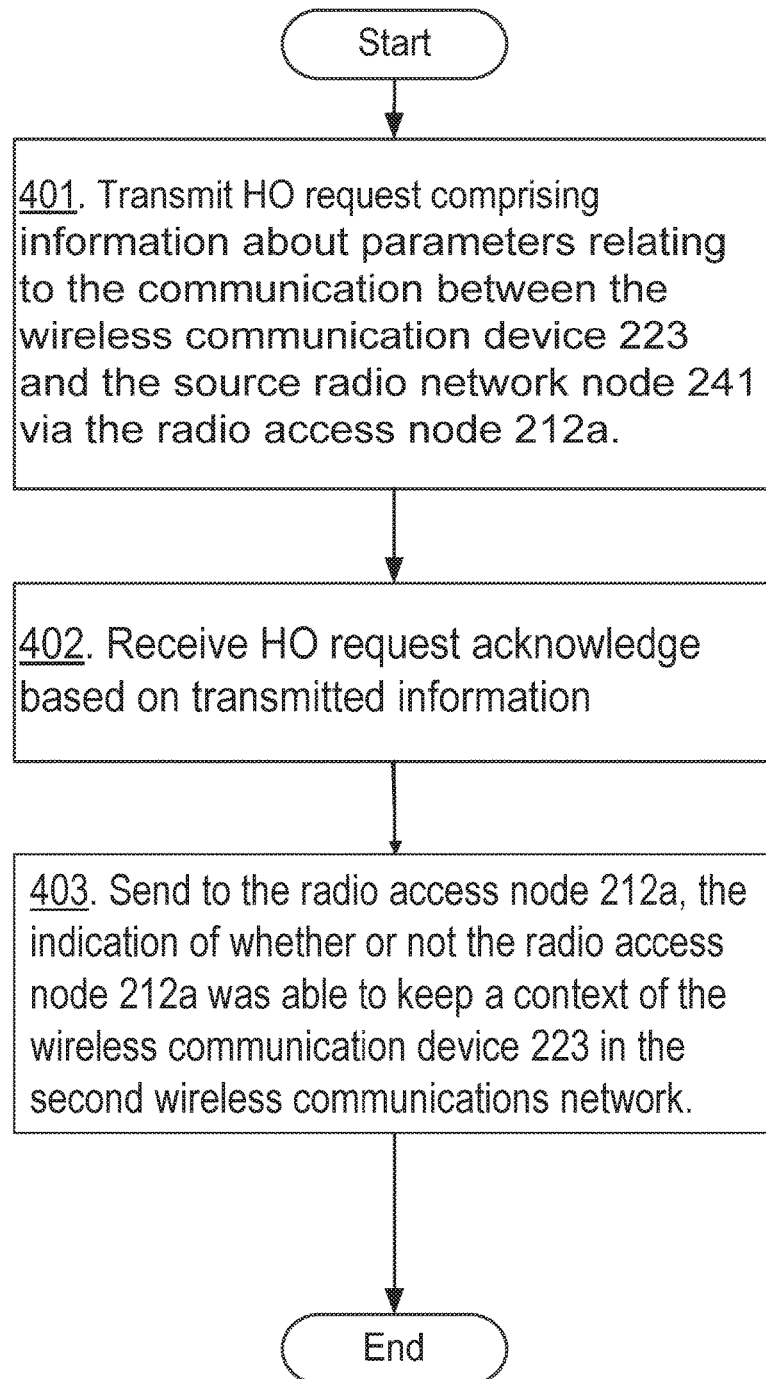 Start
401. Transmit HO request comprising
information about parameters relating
to the communication between the
wireless communication device 223
and the source radio network node 241
via the radio access node 212a.
402. Receive HO request acknowledge
based on transmitted information
403. Send to the radio access node 212a, the
indication of whether or not the radio access
node 212a was able to keep a context of the
wireless communication device 223 in the
second wireless communications network.
End